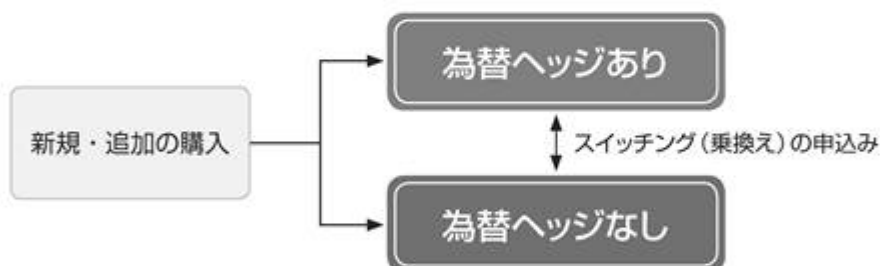 為替ヘッジあり
新規・追加の購入
スイッチング(乗換え)の申込み
為替ヘッジなし